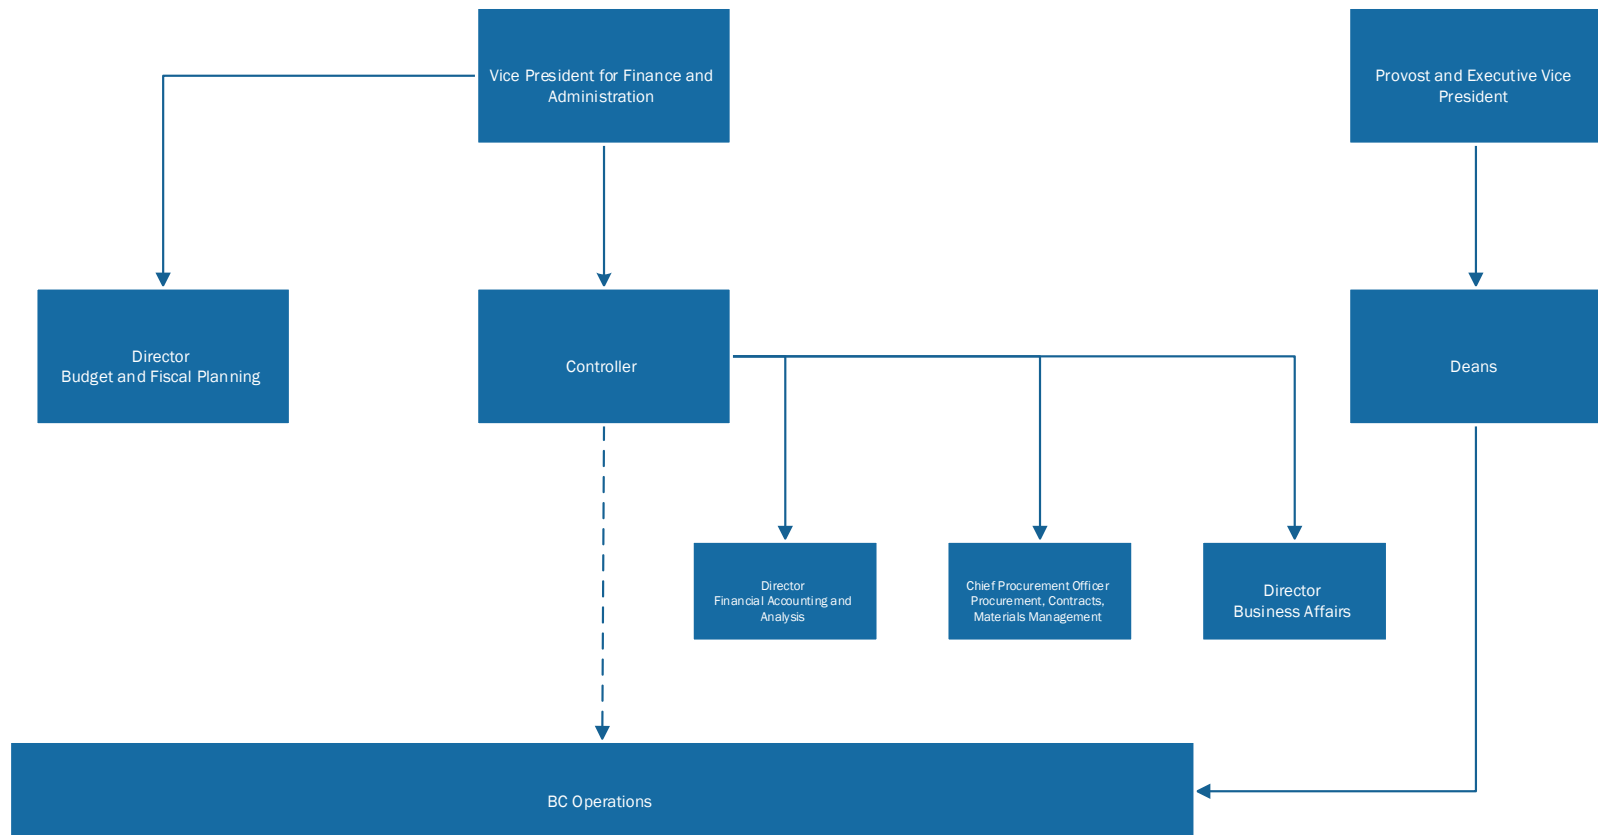 Vice President for Finance and
Administration
Provost and Executive Vice
President
Director
Budget and Fiscal Planning
Controller
Deans
Director
Financial Accounting and
Analysis
Chief Procurement Officer
Procurement, Contracts,
Materials Management
Director
Business Affairs
BC Operations